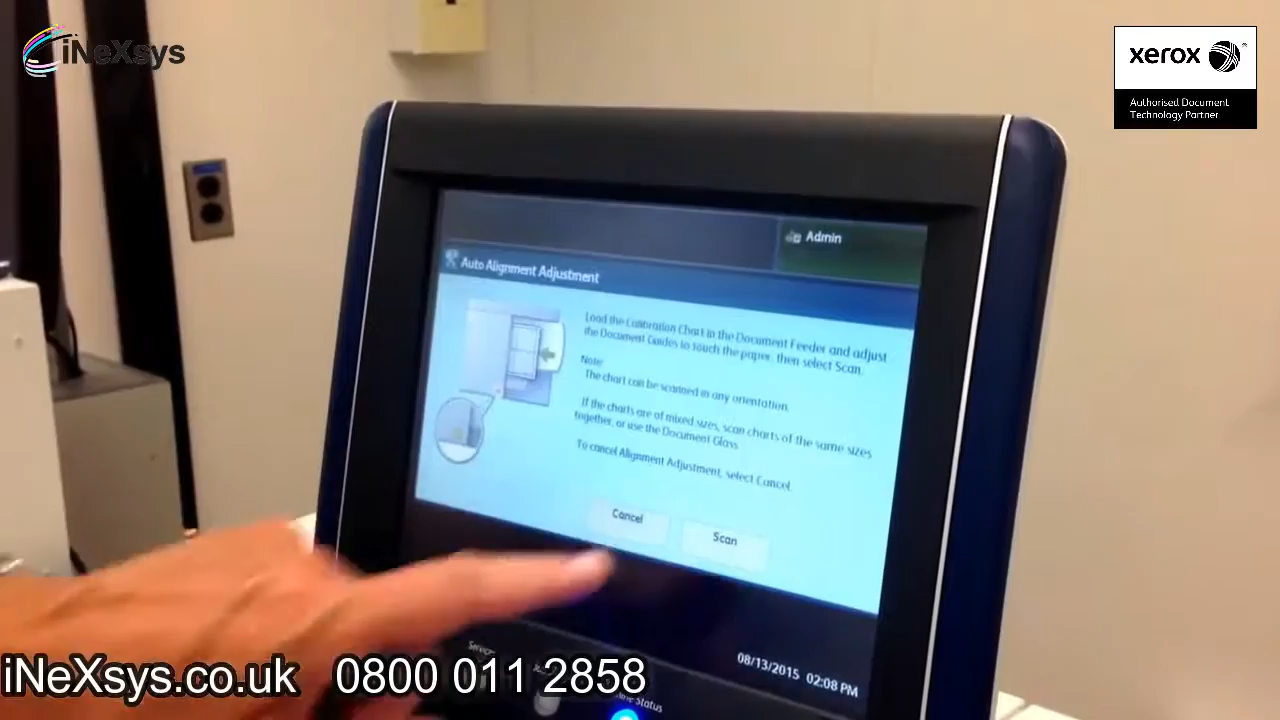 iNeXsys
xerox
Authorised Document
Technology Partner
Admin
Auto Alignment Adjustment
Load the Calibration Chart in the Document Feeder and adjust
the Document Guides to touch the paper, then select Scan.
Note:
The chart can be scanned in any orientation.
If the charts are of mixed sizes, scan charts of the same sizes
together, or use the Document Glass
To cancel Alignment Adjustment, select Cancel.
Cancel
Scan
08/13/2015 02:08 PM
Status
iNeXsys.co.uk 0800 011 2858